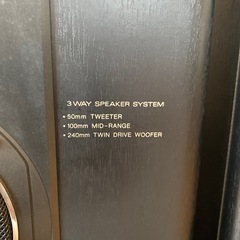 3 WAY SPEAKER SYSTEM
• 50mm TWEETER
• 100mm MID-RANGE
• 240mm TWIN DRIVE WOOFER